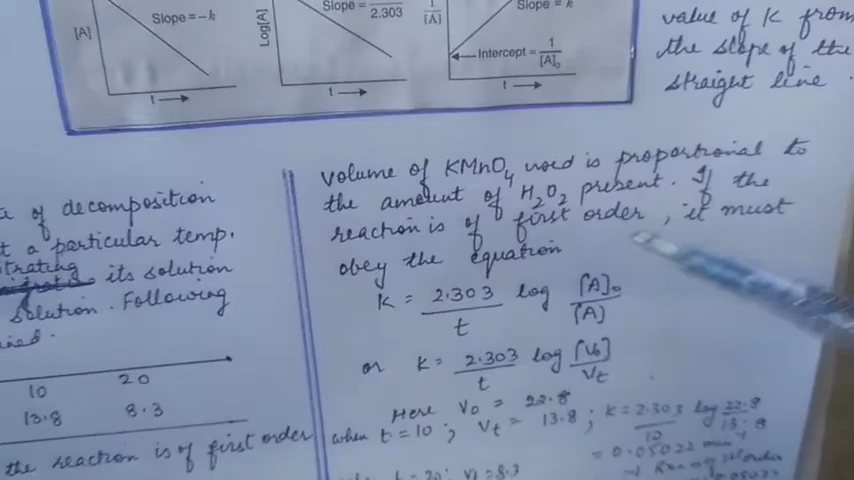 [A]
Slope = -k
t
Log[A]
Slope =
2.303
t
1
[A]
Slope = k
Intercept = 1
[A]₀
t
value of K from
the slope of the
straight line.
of decomposition
t a particular temp.
trating its solution
solution. Following
10 20
13.8 8.3
the reaction is of first order
volume of KMnO4 used is proportional to
the amount of H2O2 present. If the
reaction is of first order, it must
obey the equation
K = 2.303 log [A]₀
t [A]
or K = 2.303 log [V₀]
t Vt
Here V₀ = 22.8
when t = 10 ; Vt = 13.8 ; K = 2.303 log 22.8
10 13.8
= 0.05022 min⁻¹